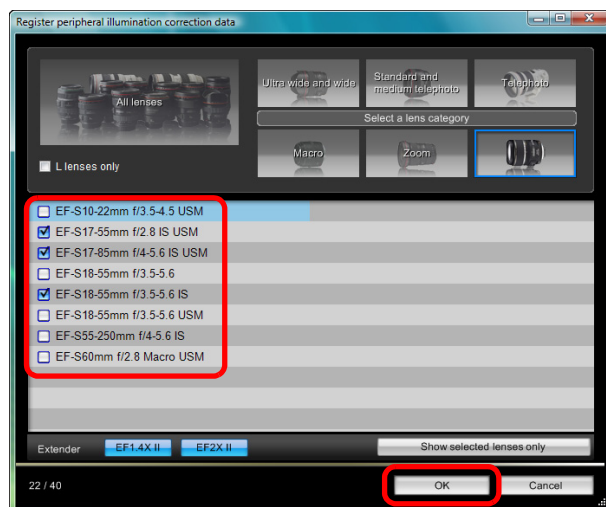 Register peripheral illumination correction data
All lenses
Ultra wide and wide
Standard and
medium telephoto
Telephoto
Select a lens category
L lenses only
Macro
Zoom
EF-S10-22mm f/3.5-4.5 USM
EF-S17-55mm f/2.8 IS USM
EF-S17-85mm f/4-5.6 IS USM
EF-S18-55mm f/3.5-5.6
EF-S18-55mm f/3.5-5.6 IS
EF-S18-55mm f/3.5-5.6 USM
EF-S55-250mm f/4-5.6 IS
EF-S60mm f/2.8 Macro USM
Extender EF1.4X II EF2X II Show selected lenses only
22 / 40 OK Cancel